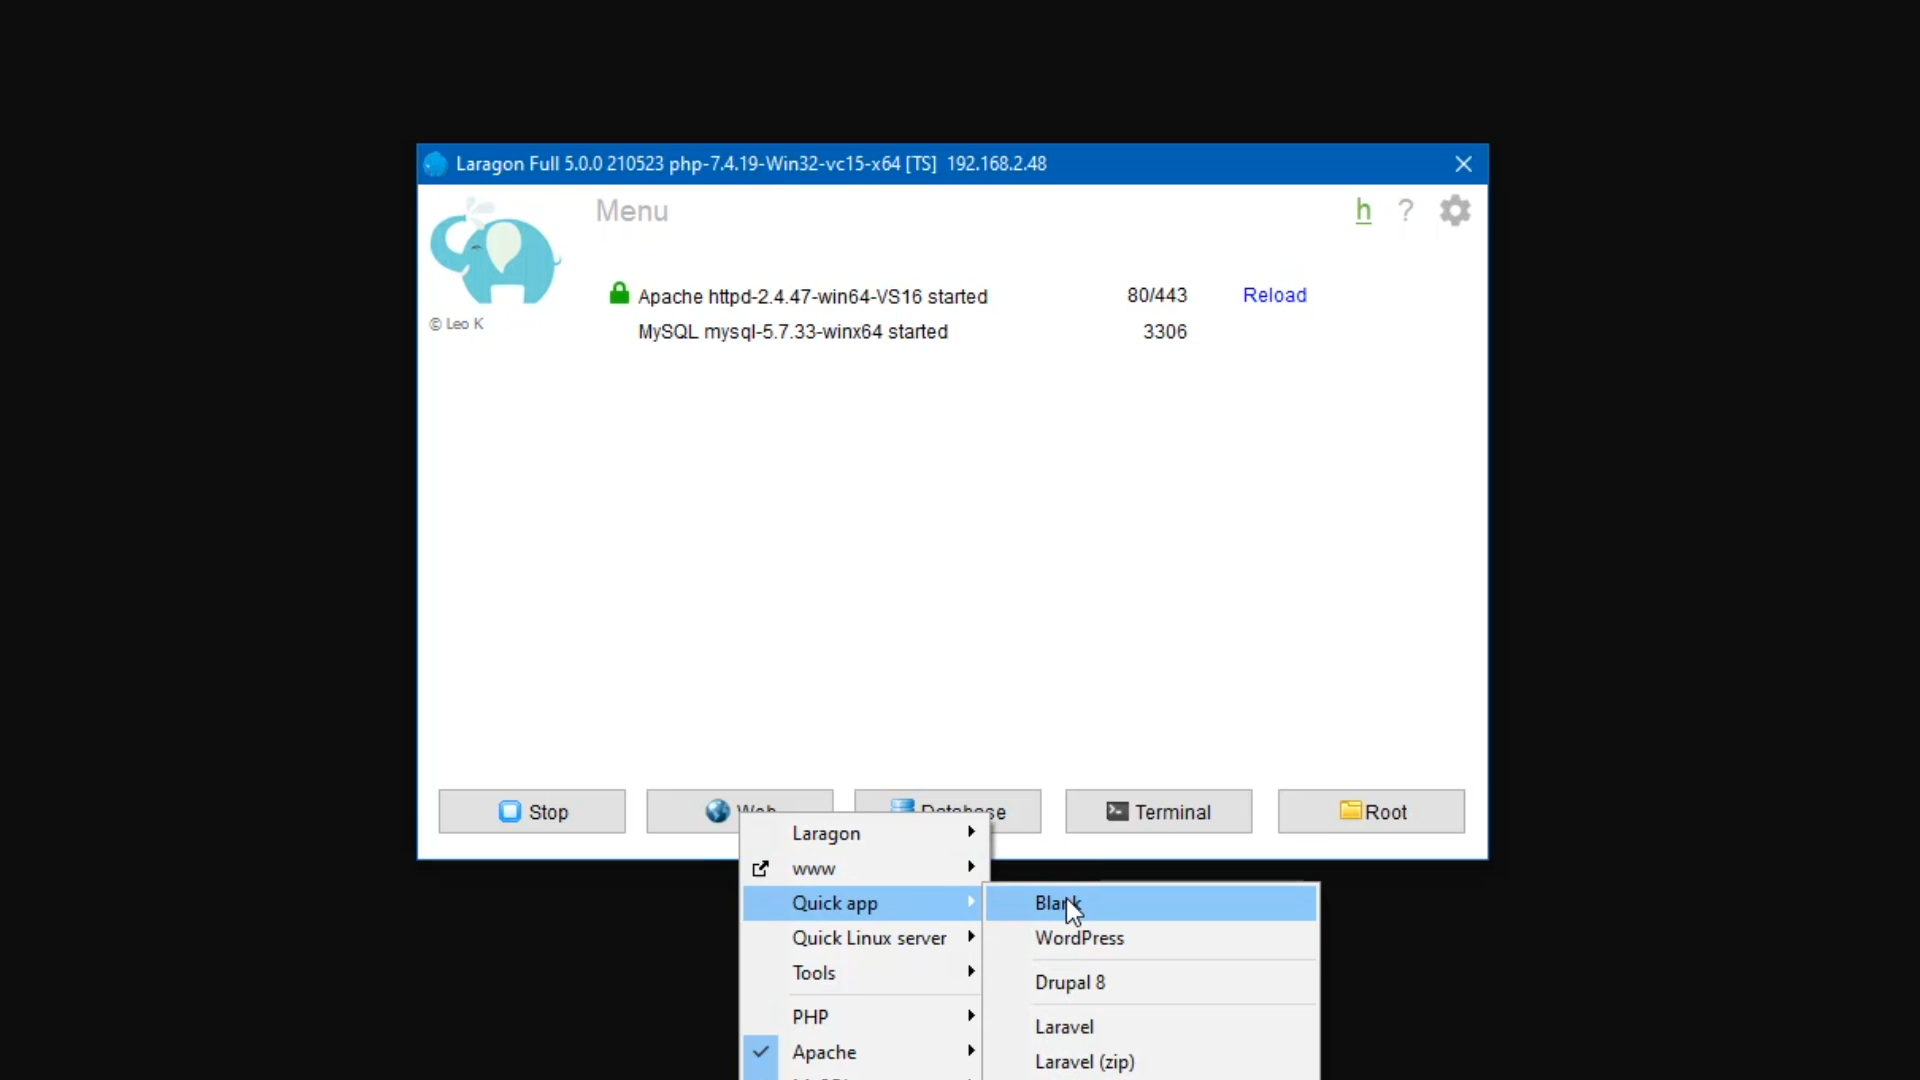 Laragon Full 5.0.0 210523 php-7.4.19-Win32-vc15-x64 [TS] 192.168.2.48
Menu
h ?
© Leo K
Apache httpd-2.4.47-win64-VS16 started 80/443 Reload
MySQL mysql-5.7.33-winx64 started 3306
Stop Web Database Terminal Root
Laragon
www
Quick app
Quick Linux server
Tools
PHP
Apache
Blank
WordPress
Drupal 8
Laravel
Laravel (zip)